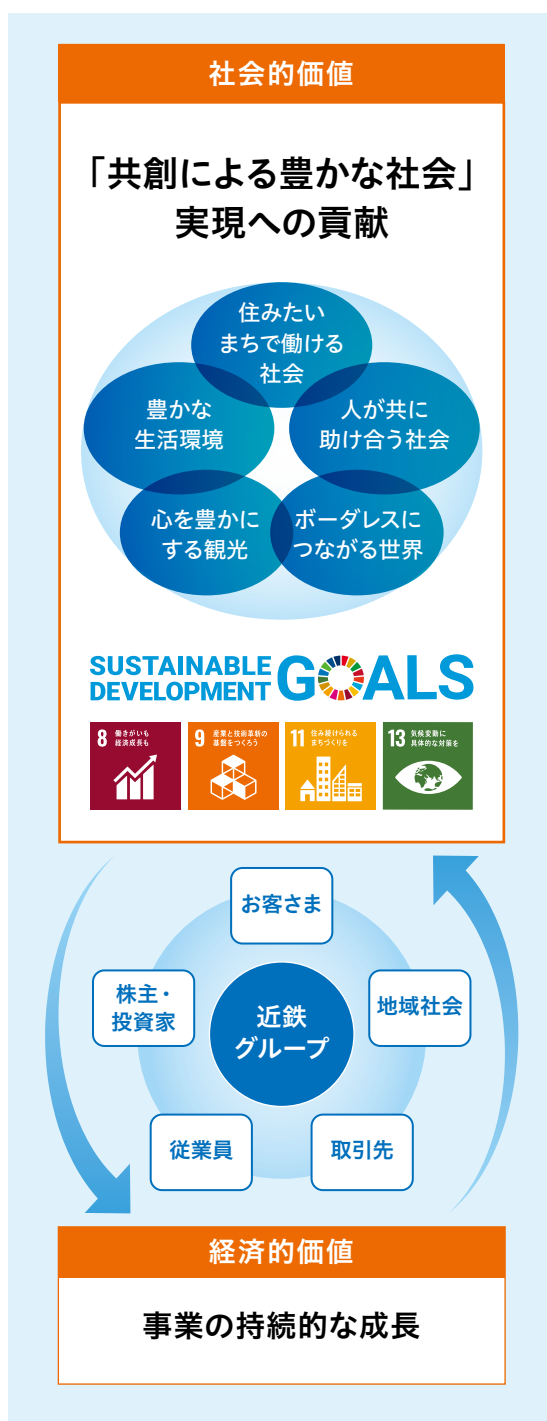 社会的価値
「共創による豊かな社会」
実現への貢献
住みたい
まちで働ける
社会
豊かな
生活環境
人が共に
助け合う社会
心を豊かに
する観光
ボーダレスに
つながる世界
SUSTAINABLE
DEVELOPMENT
GOALS
8 働きがいも
経済成長も
9 産業と技術革新の
基盤をつくろう
11 住み続けられる
まちづくりを
13 気候変動に
具体的な対策を
お客さま
株主・
投資家
近鉄
グループ
地域社会
従業員
取引先
経済的価値
事業の持続的な成長